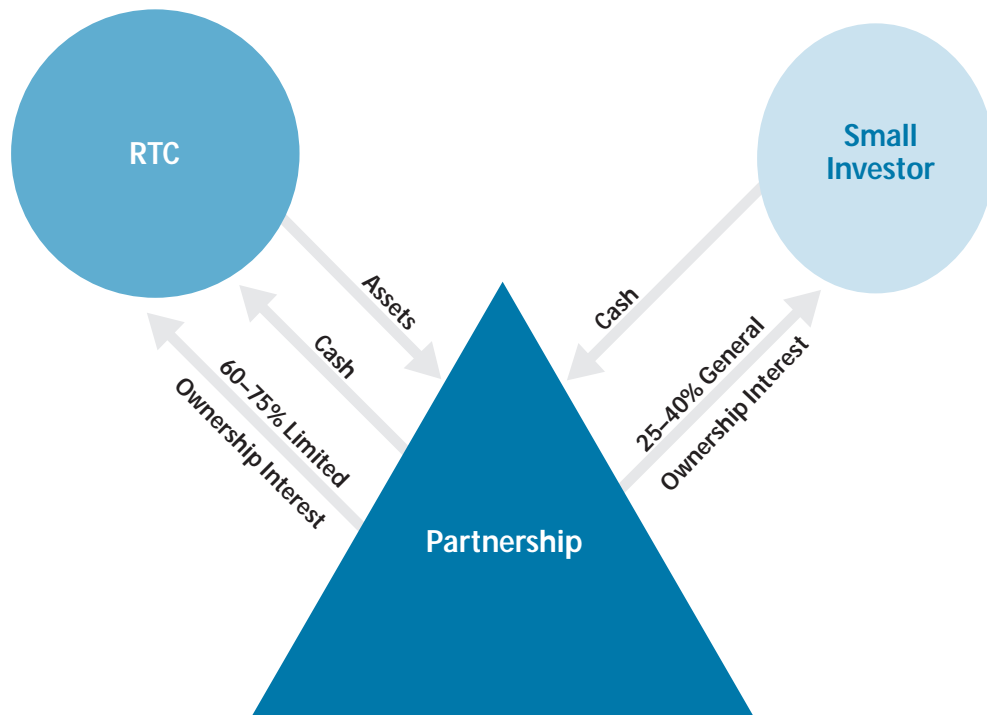 RTC
Small
Investor
Assets
Cash
60–75% Limited
Ownership Interest
Cash
25–40% General
Ownership Interest
Partnership